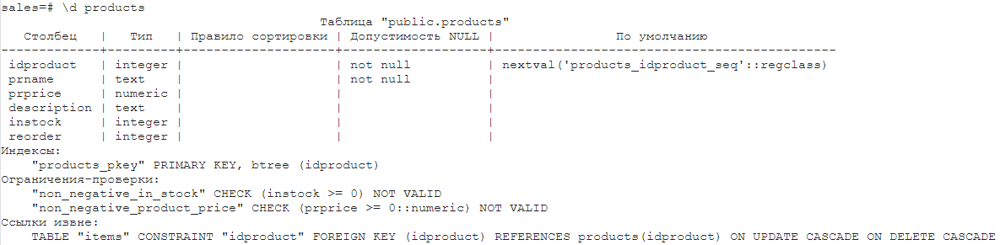 sales=# \d products
Таблица "public.products"
Столбец | Тип | Правило сортировки | Допустимость NULL | По умолчанию
-------------+---------+--------------------+-------------------+---------------------------------------------
idproduct | integer | | not null | nextval('products_idproduct_seq'::regclass)
prname | text | | not null |
prprice | numeric | | |
description | text | | |
instock | integer | | |
reorder | integer | | |
Индексы:
"products_pkey" PRIMARY KEY, btree (idproduct)
Ограничения-проверки:
"non_negative_in_stock" CHECK (instock >= 0) NOT VALID
"non_negative_product_price" CHECK (prprice >= 0::numeric) NOT VALID
Ссылки извне:
TABLE "items" CONSTRAINT "idproduct" FOREIGN KEY (idproduct) REFERENCES products(idproduct) ON UPDATE CASCADE ON DELETE CASCADE